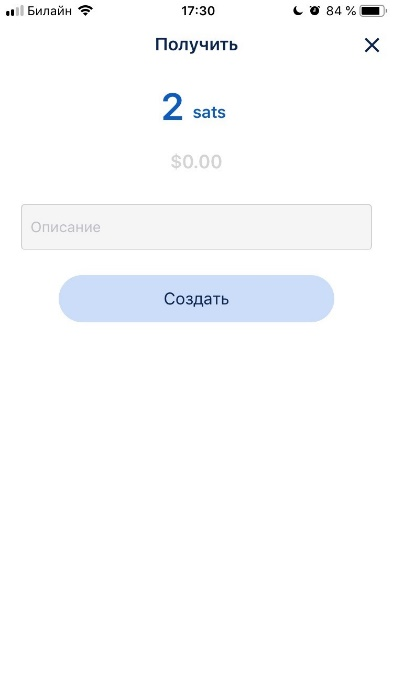 Билайн 17:30 84 %
Получить
2 sats
$0.00
Описание
Создать